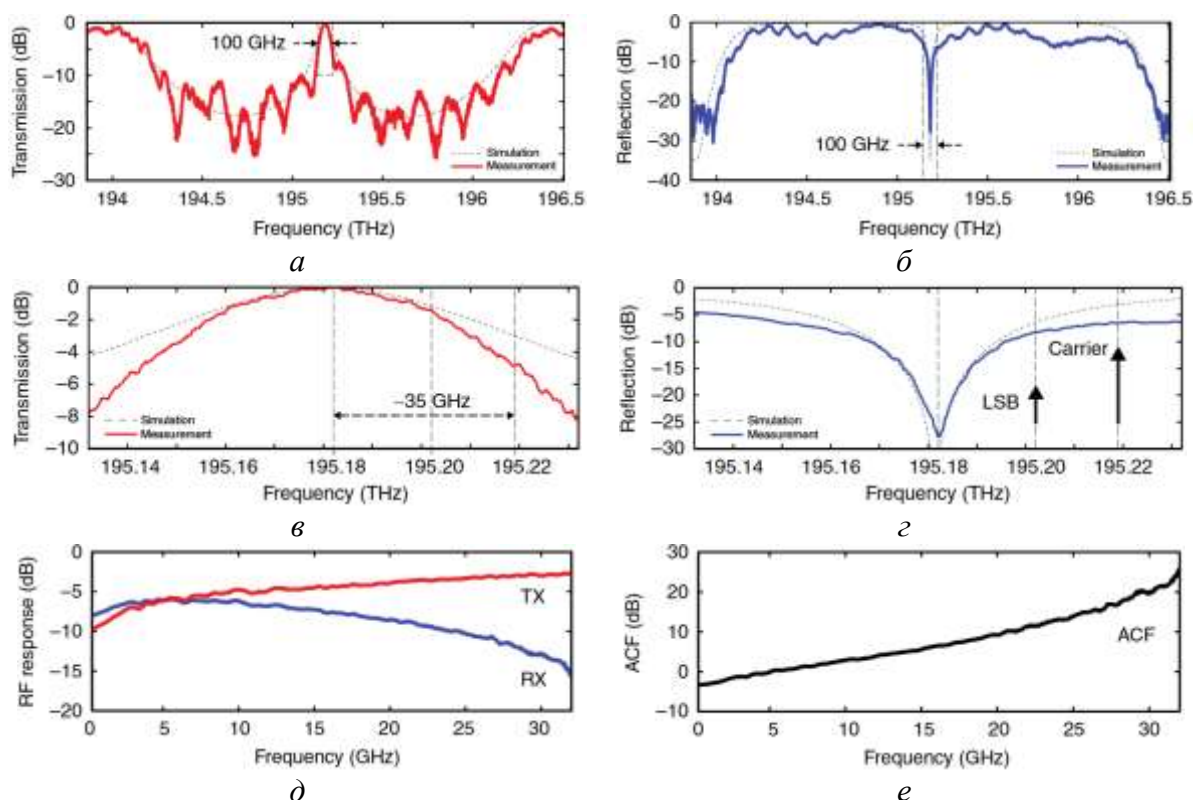 0
−10
−20
−30
Transmission (dB)
100 GHz
Simulation
Measurement
194
194.5
195
195.5
196
196.5
Frequency (THz)
а
0
−10
−20
−30
−40
Reflection (dB)
100 GHz
Simulation
Measurement
194
194.5
195
195.5
196
196.5
Frequency (THz)
б
0
−2
−4
−6
−8
−10
Transmission (dB)
−35 GHz
Simulation
Measurement
195.14
195.16
195.18
195.20
195.22
Frequency (THz)
в
0
−5
−10
−15
−20
−25
−30
Reflection (dB)
Carrier
LSB
Simulation
Measurement
195.14
195.16
195.18
195.20
195.22
Frequency (THz)
г
0
−5
−10
−15
−20
RF response (dB)
TX
RX
0
5
10
15
20
25
30
Frequency (GHz)
д
30
20
10
0
−10
ACF (dB)
ACF
0
5
10
15
20
25
30
Frequency (GHz)
е